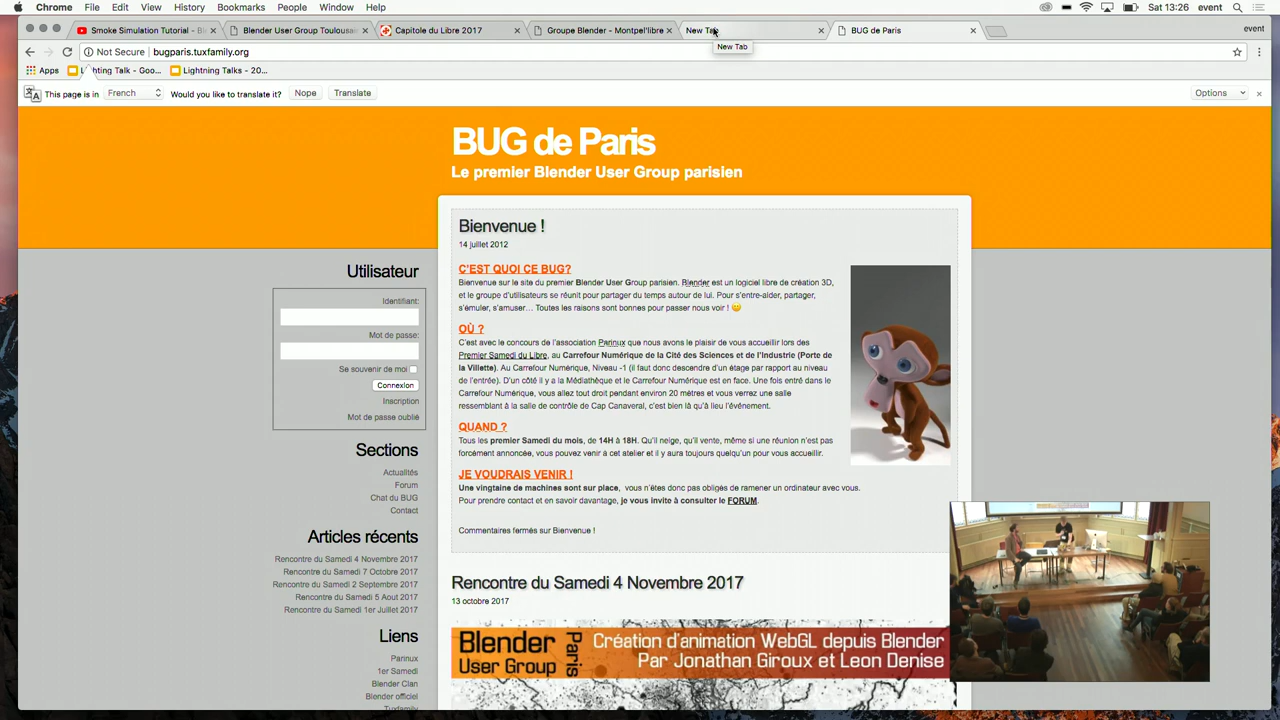 Chrome File Edit View History Bookmarks People Window Help Sat 13:26 event
Smoke Simulation Tutorial - Bl Blender User Group Toulousan Capitole du Libre 2017 Groupe Blender - Montpel'libre New Tab BUG de Paris event
New Tab
Not Secure bugparis.tuxfamily.org
Apps Talk - Goo... Lightning Talks - 20...
This page is in French Would you like to translate it? Nope Translate Options
BUG de Paris
Le premier Blender User Group parisien
Bienvenue !
14 juillet 2012
C'EST QUOI CE BUG?
Bienvenue sur le site du premier Blender User Group parisien. Blender est un logiciel libre de création 3D,
et le groupe d'utilisateurs se réunit pour partager du temps autour de lui. Pour s'entre-aider, partager,
s'émuler, s'amuser… Toutes les raisons sont bonnes pour passer nous voir ! 🙂
OÙ ?
C'est avec le concours de l'association Parinux que nous avons le plaisir de vous accueillir lors des
Premier Samedi du Libre, au Carrefour Numérique de la Cité des Sciences et de l'Industrie (Porte de
la Villette). Au Carrefour Numérique, Niveau -1 (il faut donc descendre d'un étage par rapport au niveau
de l'entrée). D'un côté il y a la Médiathèque et le Carrefour Numérique est en face. Une fois entré dans le
Carrefour Numérique, vous allez tout droit pendant environ 20 mètres et vous verrez une salle
ressemblant à la salle de contrôle de Cap Canaveral, c'est bien là qu'à lieu l'événement.
QUAND ?
Tous les premier Samedi du mois, de 14H à 18H. Qu'il neige, qu'il vente, même si une réunion n'est pas
forcément annoncée, vous pouvez venir à cet atelier et il y aura toujours quelqu'un pour vous accueillir.
JE VOUDRAIS VENIR !
Une vingtaine de machines sont sur place, vous n'êtes donc pas obligés de ramener un ordinateur avec vous.
Pour prendre contact et en savoir davantage, je vous invite à consulter le FORUM.
Commentaires fermés sur Bienvenue !
Rencontre du Samedi 4 Novembre 2017
13 octobre 2017
Blender User Group Paris
Création d'animation WebGL depuis Blender
Par Jonathan Giroux et Leon Denise
Utilisateur
Identifiant:
Mot de passe:
Se souvenir de moi
Connexion
Inscription
Mot de passe oublié
Sections
Actualités
Forum
Chat du BUG
Contact
Articles récents
Rencontre du Samedi 4 Novembre 2017
Rencontre du Samedi 7 Octobre 2017
Rencontre du Samedi 2 Septembre 2017
Rencontre du Samedi 5 Aout 2017
Rencontre du Samedi 1er Juillet 2017
Liens
Parinux
1er Samedi
Blender Clan
Blender officiel
Tuxfamily